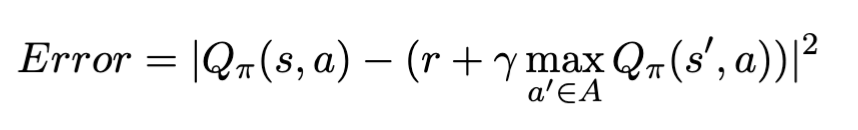 Error = |Qπ(s, a) − (r + γ max_{a′∈A} Qπ(s′, a))|²